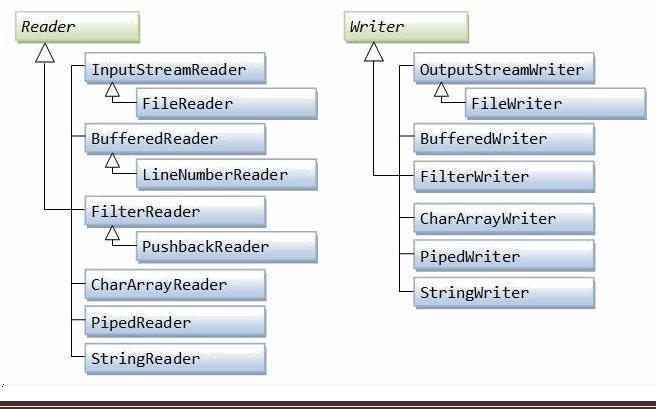 Reader
InputStreamReader
FileReader
BufferedReader
LineNumberReader
FilterReader
PushbackReader
CharArrayReader
PipedReader
StringReader
Writer
OutputStreamWriter
FileWriter
BufferedWriter
FilterWriter
CharArrayWriter
PipedWriter
StringWriter